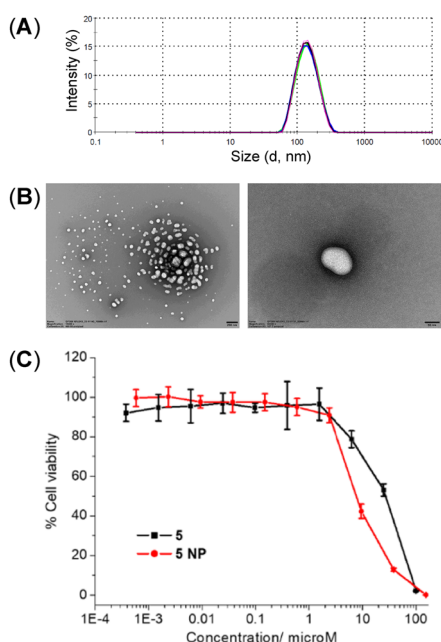 (A)
Intensity (%)
20
15
10
5
0
0.1 1 10 100 1000 10000
Size (d, nm)
(B)
(C)
% Cell viability
120
100
80
60
40
20
0
5
5 NP
1E-4 1E-3 0.01 0.1 1 10 100
Concentration/ microM